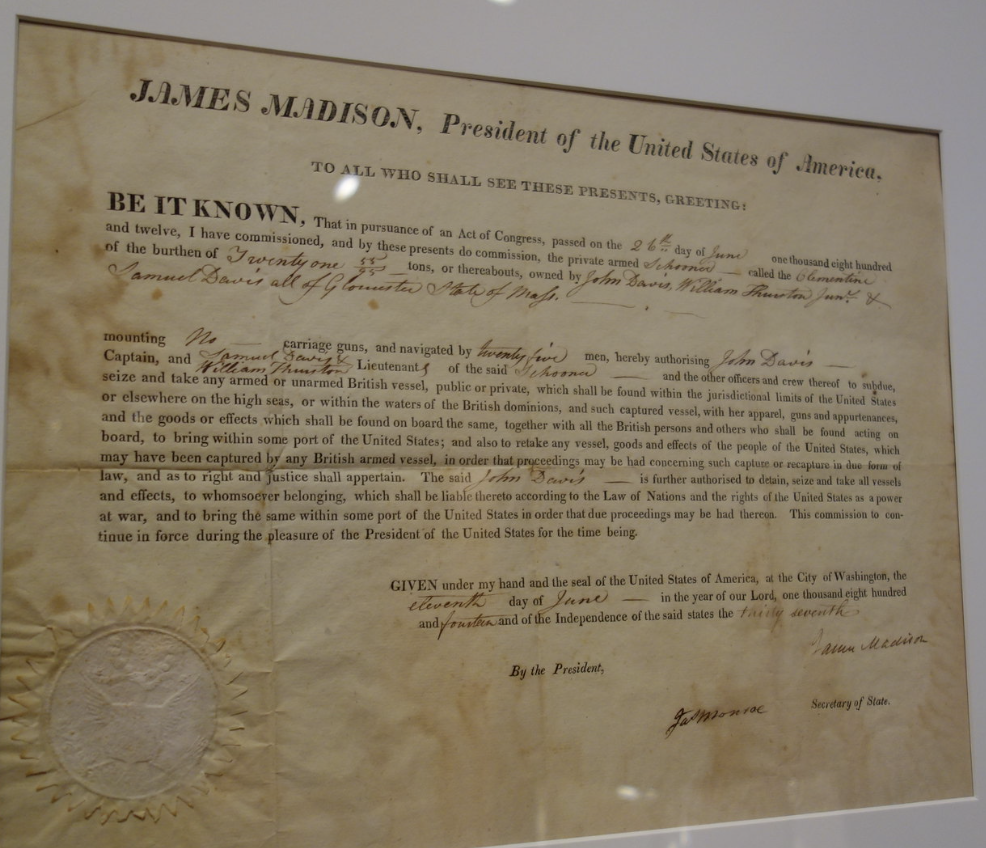 JAMES MADISON, President of the United States of America,
TO ALL WHO SHALL SEE THESE PRESENTS, GREETING:
BE IT KNOWN, That in pursuance of an Act of Congress, passed on the 26th day of June one thousand eight hundred
and twelve, I have commissioned, and by these presents do commission, the private armed Schooner — called the Clementine
of the burthen of Twenty one 55/95 tons, or thereabouts, owned by John Davis, William Thurston Junr. &
Samuel Davis all of Gloucester State of Mass.
mounting No — carriage guns, and navigated by twenty five men, hereby authorising John Davis —
Captain, and Samuel Davis & William Thurston Lieutenants of the said Schooner — and the other officers and crew thereof to subdue,
seize and take any armed or unarmed British vessel, public or private, which shall be found within the jurisdictional limits of the United States
or elsewhere on the high seas, or within the waters of the British dominions, and such captured vessel, with her apparel, guns and appurtenances,
and the goods or effects which shall be found on board the same, together with all the British persons and others who shall be found acting on
board, to bring within some port of the United States; and also to retake any vessel, goods and effects of the people of the United States, which
may have been captured by any British armed vessel, in order that proceedings may be had concerning such capture or recapture in due form of
law, and as to right and justice shall appertain. The said John Davis — is further authorised to detain, seize and take all vessels
and effects, to whomsoever belonging, which shall be liable thereto according to the Law of Nations and the rights of the United States as a power
at war, and to bring the same within some port of the United States in order that due proceedings may be had thereon. This commission to con-
tinue in force during the pleasure of the President of the United States for the time being.
GIVEN under my hand and the seal of the United States of America, at the City of Washington, the
eleventh day of June — in the year of our Lord, one thousand eight hundred
and fourteen and of the Independence of the said states the thirty seventh
James Madison
By the President,
Jas Monroe Secretary of State.